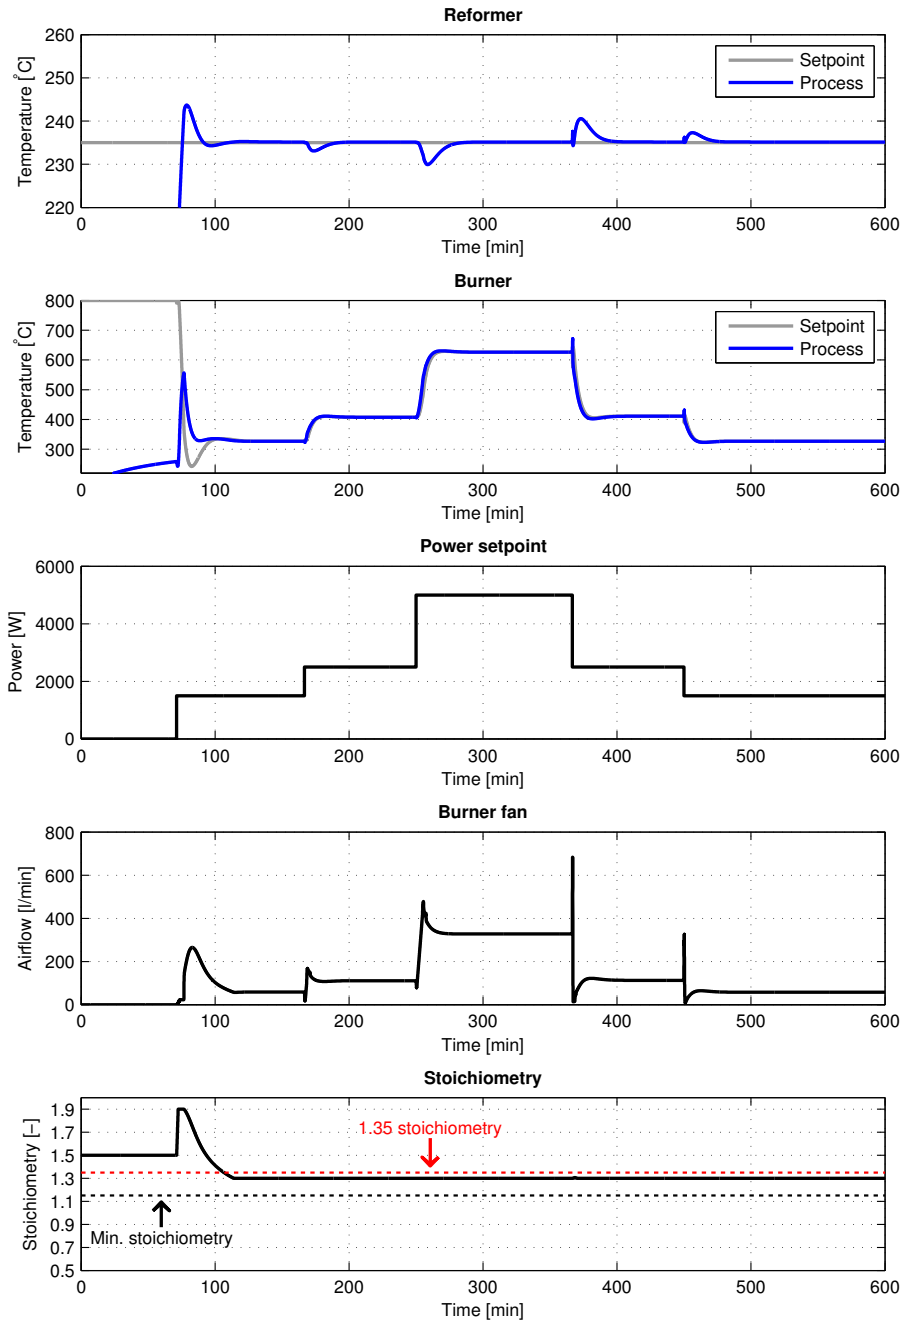 Reformer
260
250
240
230
220
Temperature [°C]
Setpoint
Process
0 100 200 300 400 500 600
Time [min]
Burner
800
700
600
500
400
300
Temperature [°C]
Setpoint
Process
0 100 200 300 400 500 600
Time [min]
Power setpoint
6000
4000
2000
0
Power [W]
0 100 200 300 400 500 600
Time [min]
Burner fan
800
600
400
200
0
Airflow [l/min]
0 100 200 300 400 500 600
Time [min]
Stoichiometry
1.9
1.7
1.5
1.3
1.1
0.9
0.7
0.5
Stoichiometry [−]
1.35 stoichiometry
Min. stoichiometry
0 100 200 300 400 500 600
Time [min]